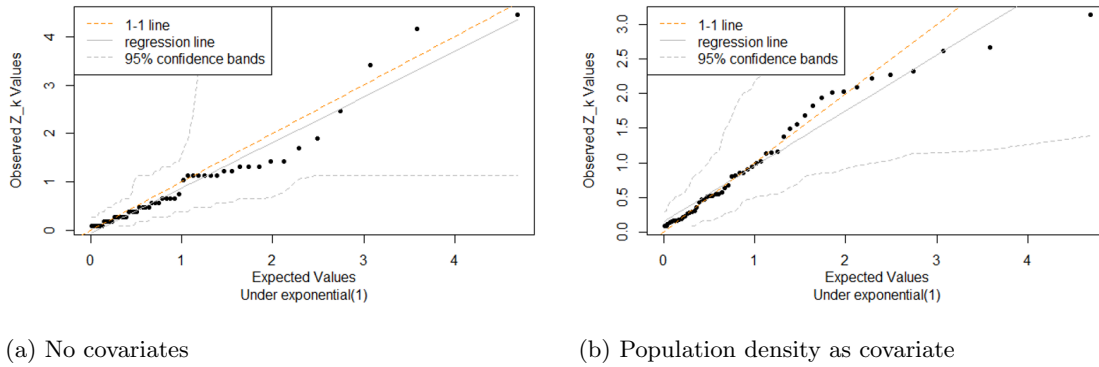 1-1 line
regression line
95% confidence bands
Observed Z_k Values
0
1
2
3
4
0
1
2
3
4
Expected Values
Under exponential(1)
(a) No covariates
1-1 line
regression line
95% confidence bands
Observed Z_k Values
0.0
0.5
1.0
1.5
2.0
2.5
3.0
0
1
2
3
4
Expected Values
Under exponential(1)
(b) Population density as covariate